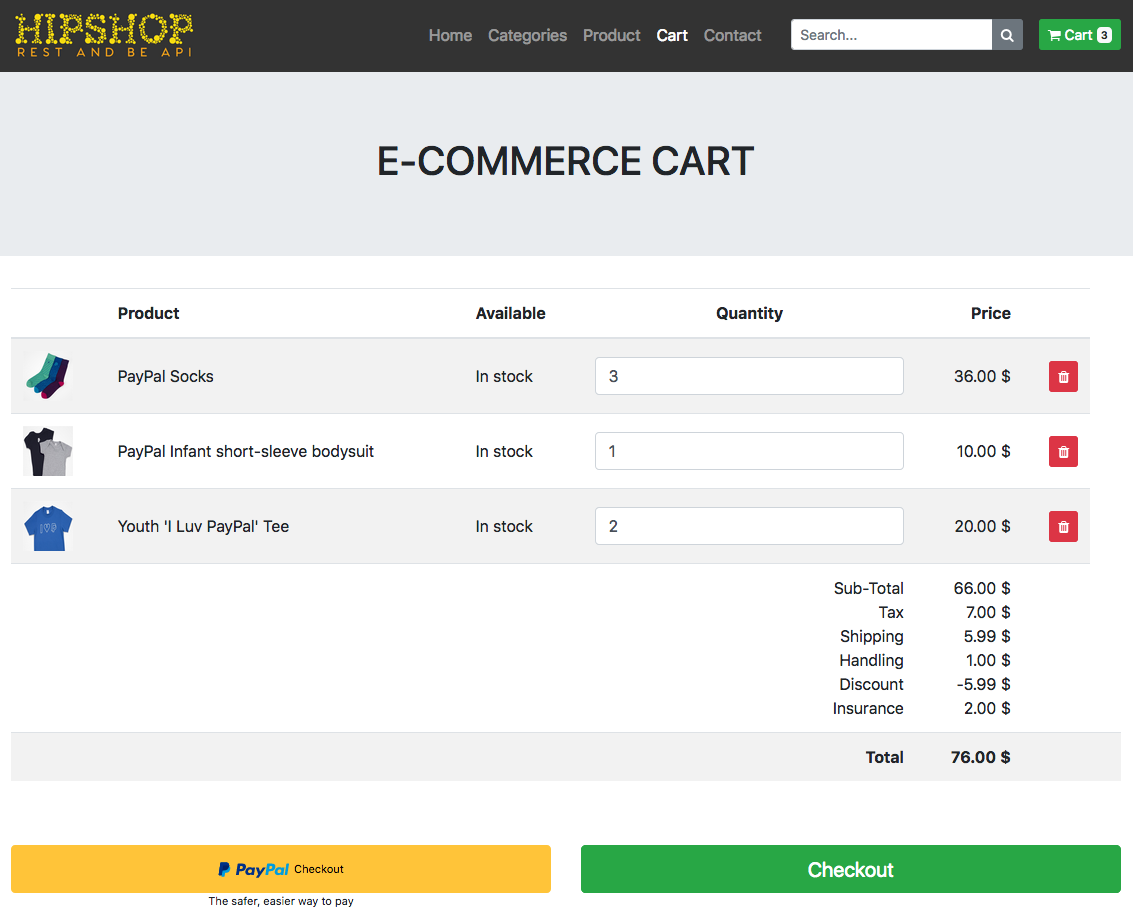 HIPSHOP
REST AND BE API
Home Categories Product Cart Contact Search... Cart 3
E-COMMERCE CART
Product Available Quantity Price
PayPal Socks In stock 3 36.00 $
PayPal Infant short-sleeve bodysuit In stock 1 10.00 $
Youth 'I Luv PayPal' Tee In stock 2 20.00 $
Sub-Total 66.00 $
Tax 7.00 $
Shipping 5.99 $
Handling 1.00 $
Discount -5.99 $
Insurance 2.00 $
Total 76.00 $
PayPal Checkout Checkout
The safer, easier way to pay